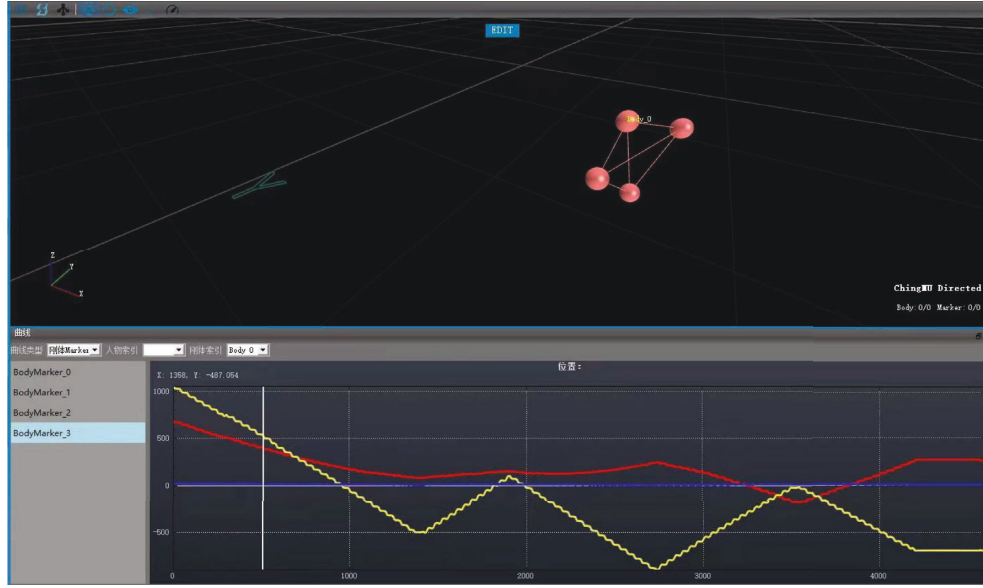 EDIT
Body_0
Z
Y
X
ChingMU Directed
Body:0/0 Marker:0/0
曲线
曲线类型 刚体Marker 人物索引 刚体索引 Body 0
BodyMarker_0
BodyMarker_1
BodyMarker_2
BodyMarker_3
位置:
X: 1358, Y: -487.054
1000
500
0
-500
0 1000 2000 3000 4000